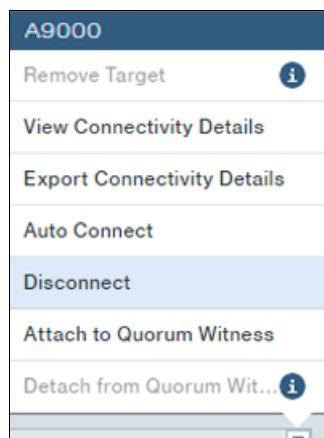 A9000
Remove Target
View Connectivity Details
Export Connectivity Details
Auto Connect
Disconnect
Attach to Quorum Witness
Detach from Quorum Wit...